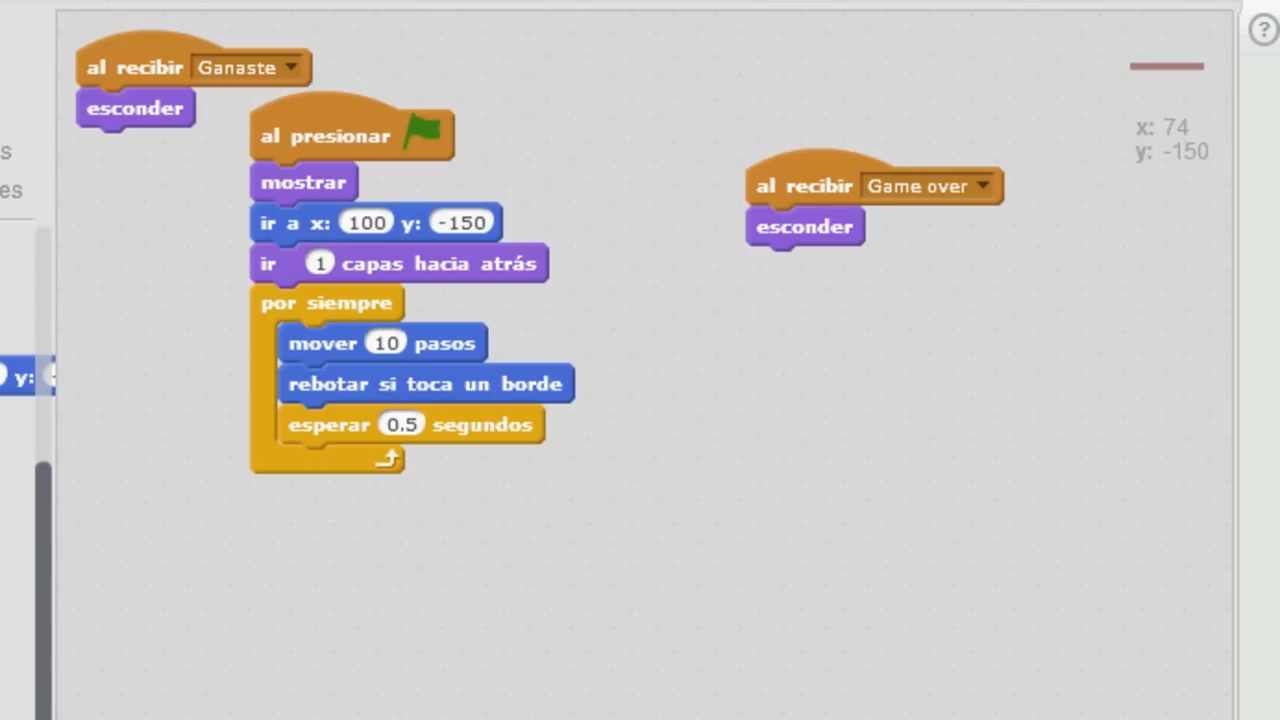 al recibir Ganaste
esconder
al presionar
mostrar
ir a x: 100 y: -150
ir 1 capas hacia atrás
por siempre
mover 10 pasos
rebotar si toca un borde
esperar 0.5 segundos
al recibir Game over
esconder
x: 74
y: -150
?
s
es
y: